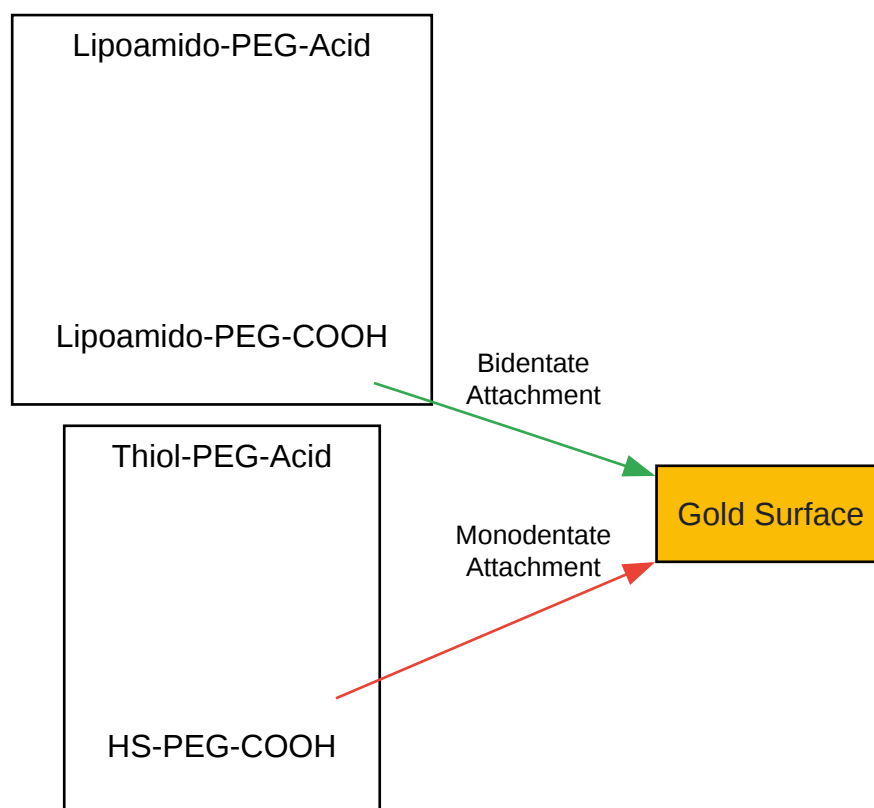 Lipoamido-PEG-Acid
Lipoamido-PEG-COOH
Bidentate
Attachment
Thiol-PEG-Acid
Gold Surface
Monodentate
Attachment
HS-PEG-COOH